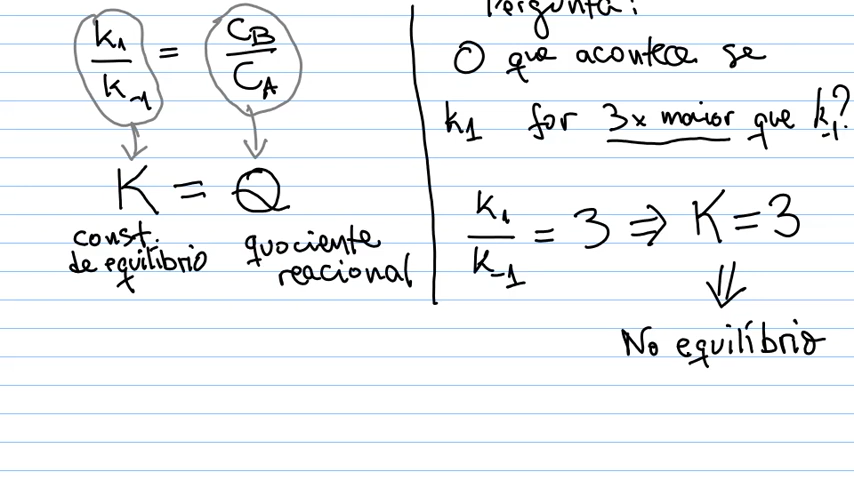 k1/k-1 = CB/CA
K = Q
const. de equilíbrio
quociente reacional
Pergunta:
O que acontece se
k1 for 3x maior que k-1?
k1/k-1 = 3 ⇒ K = 3
⇓
No equilíbrio